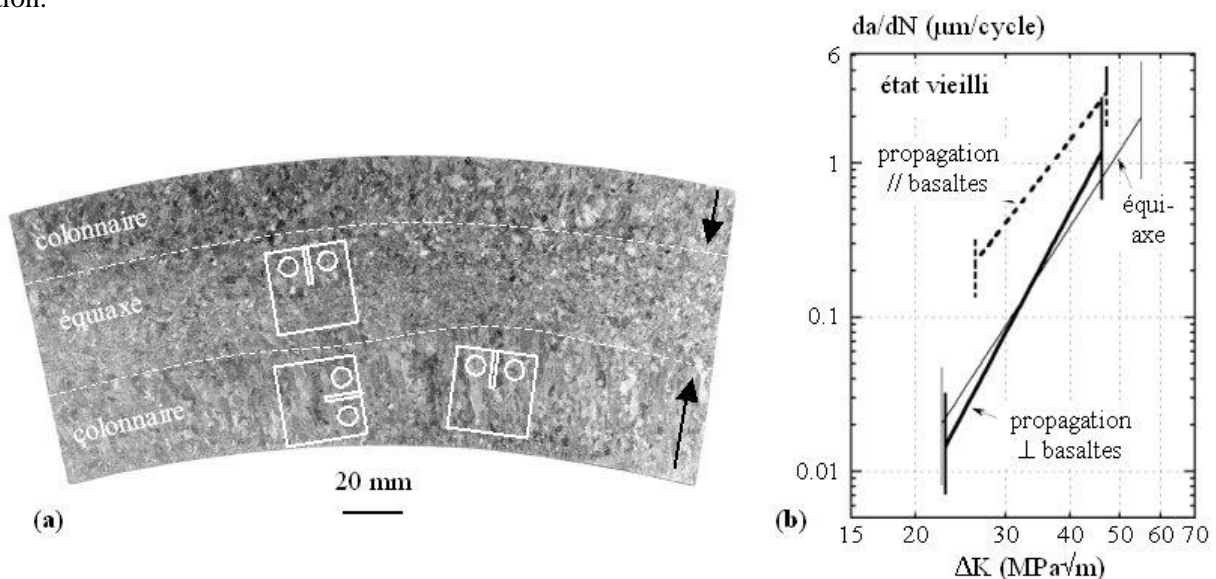 tion.
colonnaire
équiaxe
colonnaire
20 mm
(a)
da/dN (µm/cycle)
6
1
0.1
0.01
état vieilli
propagation
// basaltes
équi-
axe
propagation
⊥ basaltes
15 20 30 40 50 60 70
ΔK (MPa√m)
(b)